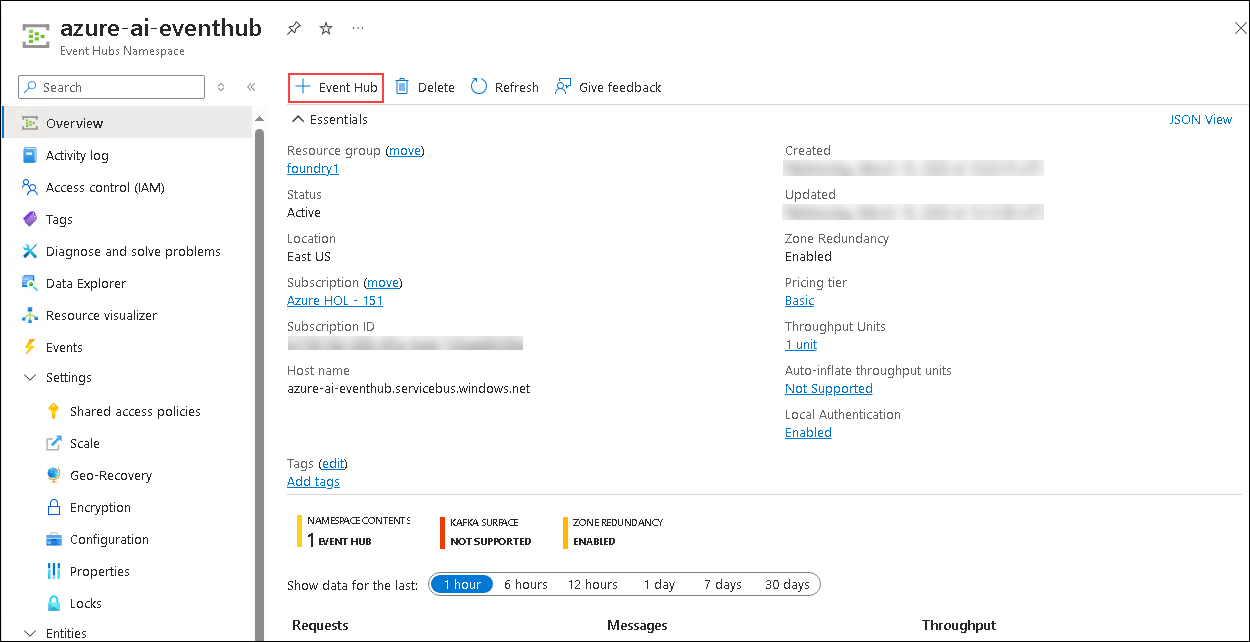 azure-ai-eventhub
Event Hubs Namespace
Search
Event Hub
Delete
Refresh
Give feedback
Overview
Activity log
Access control (IAM)
Tags
Diagnose and solve problems
Data Explorer
Resource visualizer
Events
Settings
Shared access policies
Scale
Geo-Recovery
Encryption
Configuration
Properties
Locks
Entities
Essentials
JSON View
Resource group (move)
foundry1
Status
Active
Location
East US
Subscription (move)
Azure HOL - 151
Subscription ID
Host name
azure-ai-eventhub.servicebus.windows.net
Created
Updated
Zone Redundancy
Enabled
Pricing tier
Basic
Throughput Units
1 unit
Auto-inflate throughput units
Not Supported
Local Authentication
Enabled
Tags (edit)
Add tags
NAMESPACE CONTENTS
1 EVENT HUB
KAFKA SURFACE
NOT SUPPORTED
ZONE REDUNDANCY
ENABLED
Show data for the last:
1 hour
6 hours
12 hours
1 day
7 days
30 days
Requests
Messages
Throughput